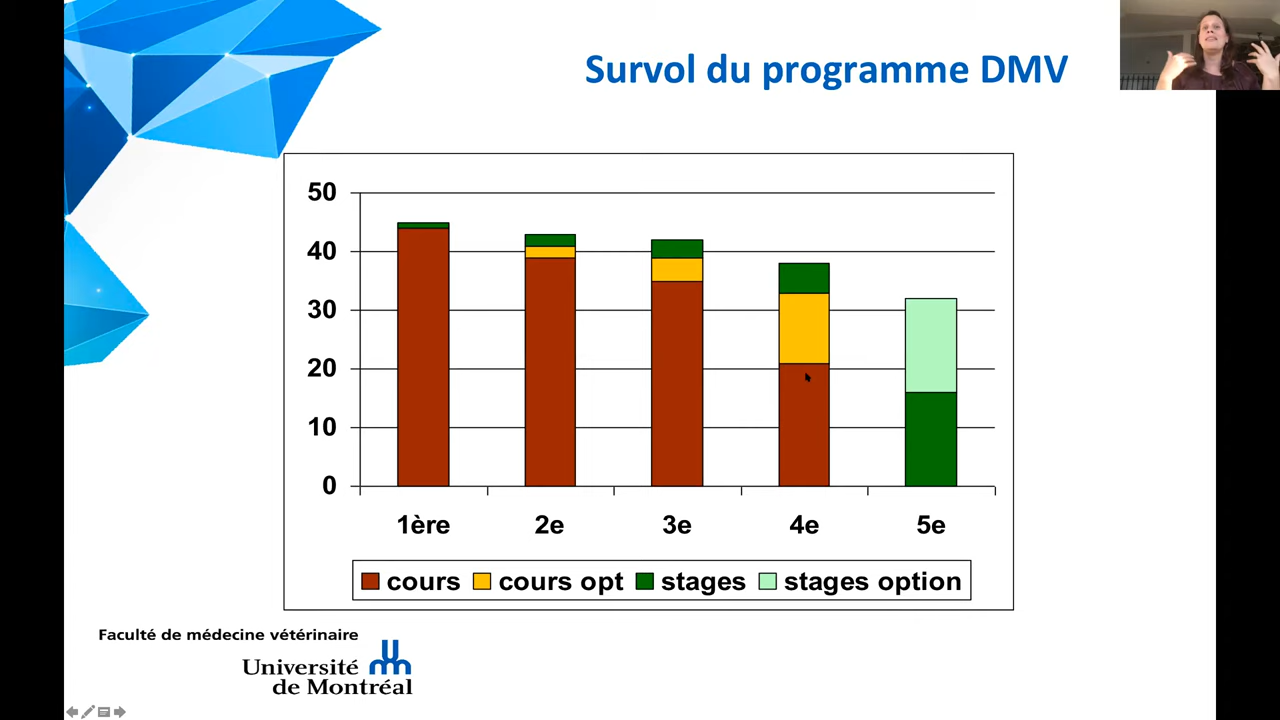 Survol du programme DMV
50
40
30
20
10
0
1ère 2e 3e 4e 5e
cours cours opt stages stages option
Faculté de médecine vétérinaire
Université
de Montréal